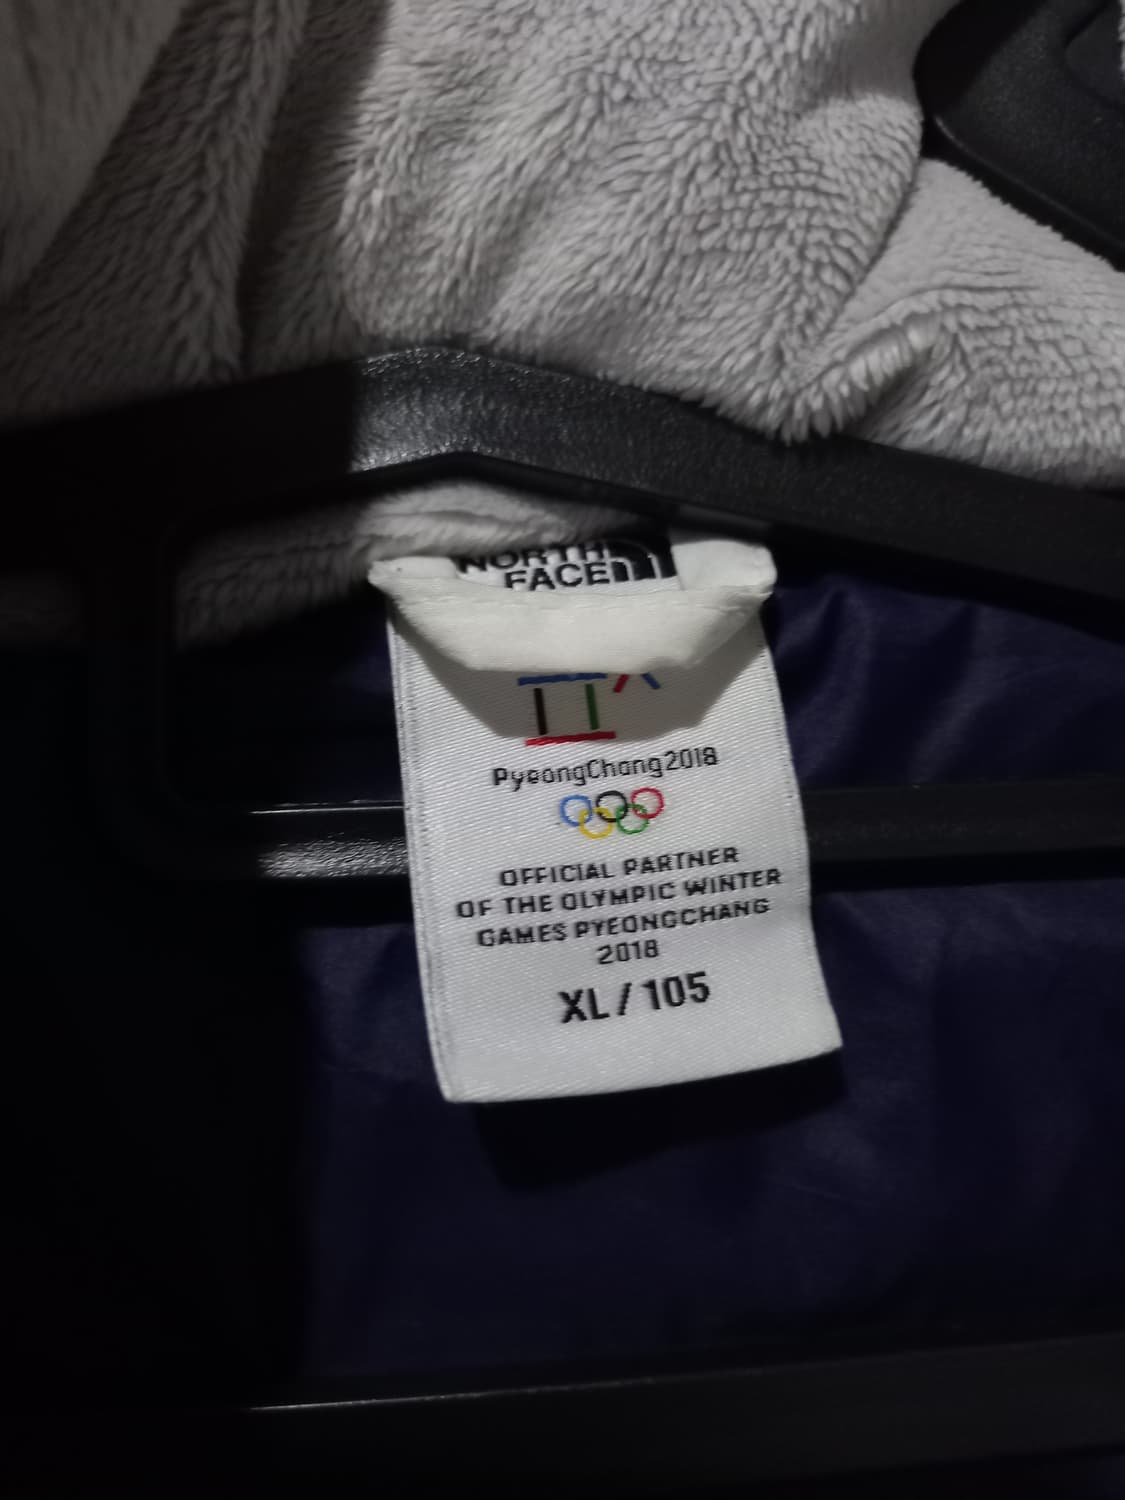 NORTH
FACE
PyeongChang2018
OFFICIAL PARTNER
OF THE OLYMPIC WINTER
GAMES PYEONGCHANG
2018
XL / 105